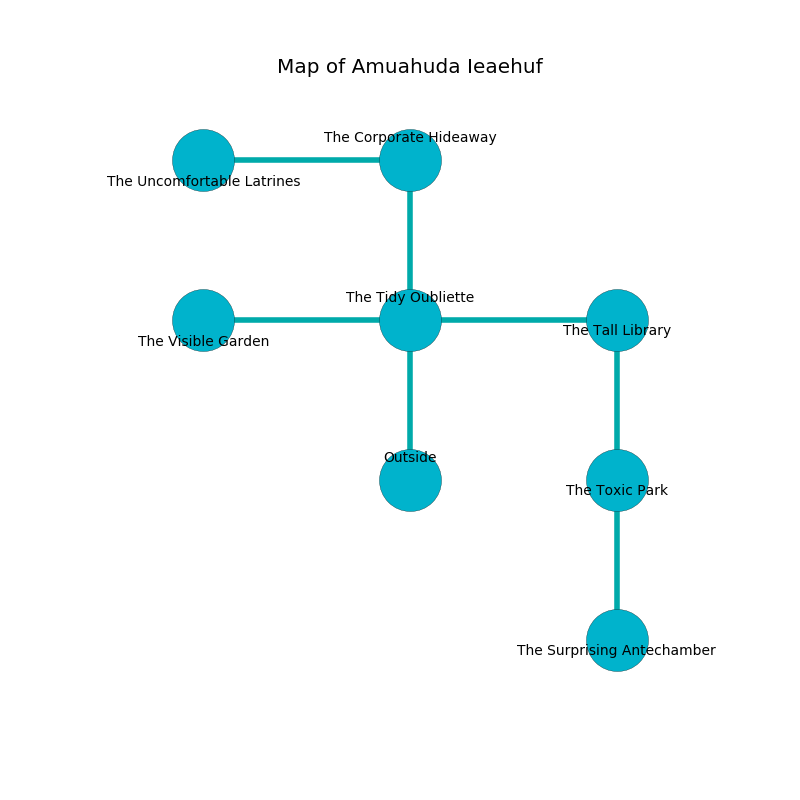 Map of Amuahuda Ieaehuf
The Corporate Hideaway
The Uncomfortable Latrines
The Tidy Oubliette
The Tall Library
The Visible Garden
Outside
The Toxic Park
The Surprising Antechamber